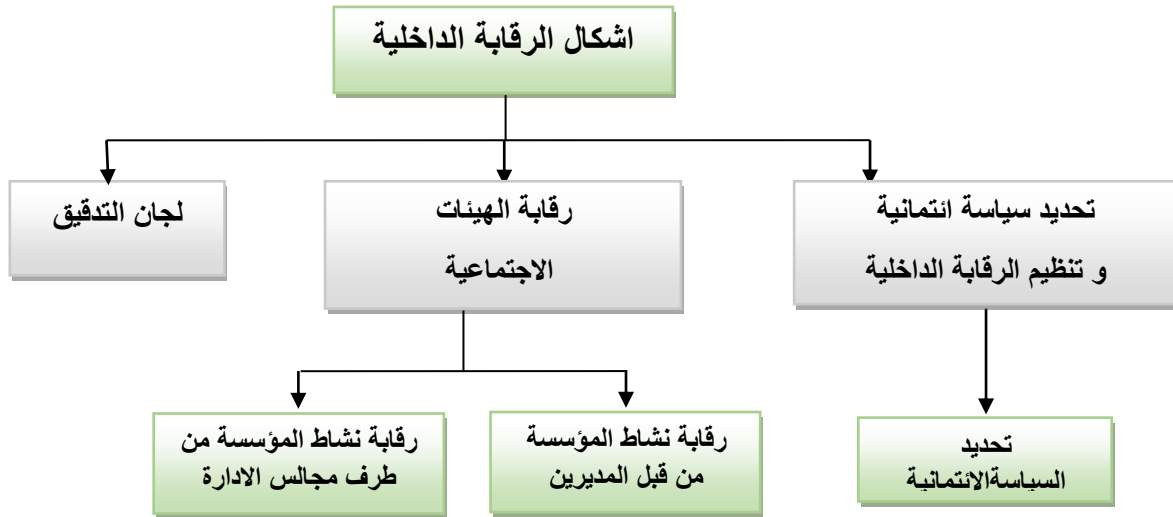 اشكال الرقابة الداخلية
تحديد سياسة ائتمانية
و تنظيم الرقابة الداخلية
رقابة الهيئات
الاجتماعية
لجان التدقيق
تحديد
السياسةالائتمانية
رقابة نشاط المؤسسة
من قبل المديرين
رقابة نشاط المؤسسة من
طرف مجالس الادارة